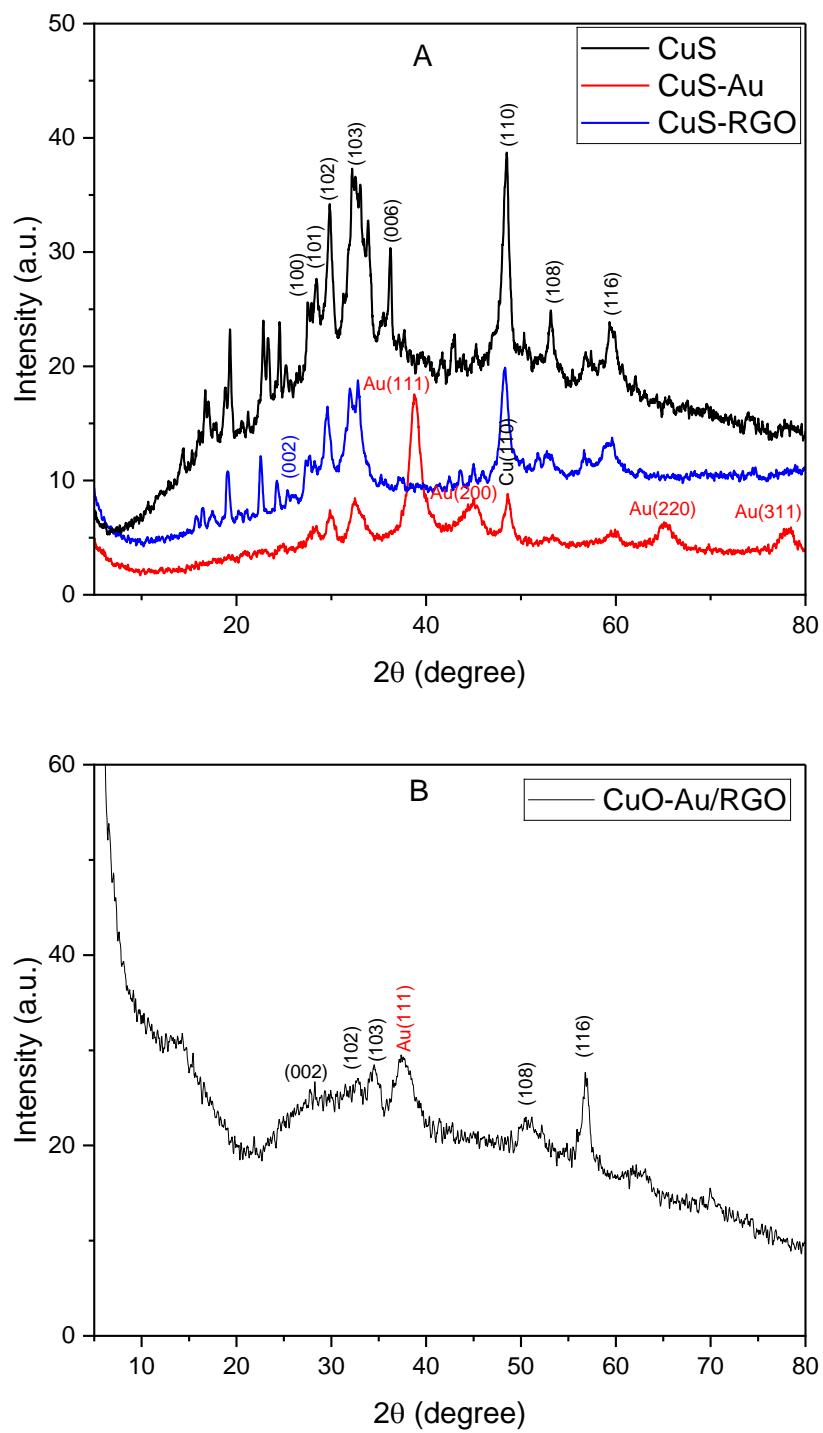 A
CuS
CuS-Au
CuS-RGO
50
40
30
20
10
0
Intensity (a.u.)
(100)
(101)
(102)
(103)
(006)
(110)
(108)
(116)
(002)
Au(111)
Au(200)
Cu(110)
Au(220)
Au(311)
20
40
60
80
2θ (degree)
B
CuO-Au/RGO
60
40
20
0
Intensity (a.u.)
(002)
(102)
(103)
Au(111)
(108)
(116)
10
20
30
40
50
60
70
80
2θ (degree)